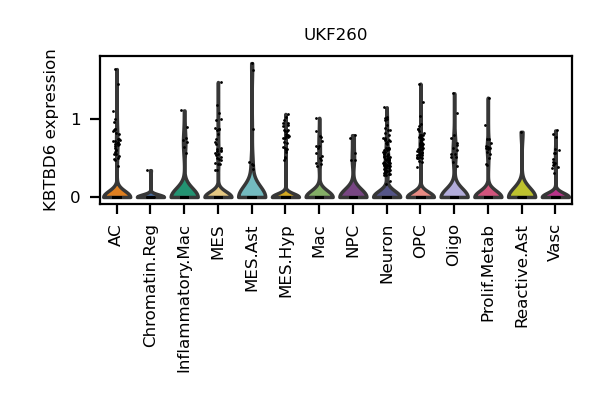 UKF260
KBTBD6 expression
1
0
AC
Chromatin.Reg
Inflammatory.Mac
MES
MES.Ast
MES.Hyp
Mac
NPC
Neuron
OPC
Oligo
Prolif.Metab
Reactive.Ast
Vasc